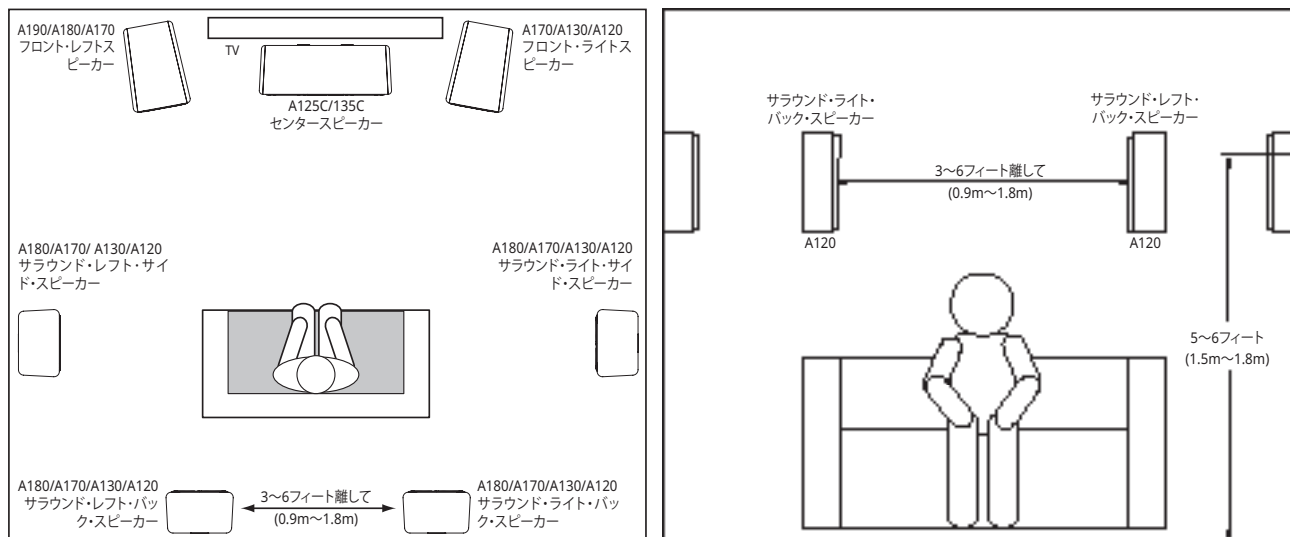 A190/A180/A170
フロント・レフトス
ピーカー
TV
A170/A130/A120
フロント・ライトス
ピーカー
A125C/135C
センタースピーカー
A180/A170/ A130/A120
サラウンド・レフト・サイ
ド・スピーカー
A180/A170/A130/A120
サラウンド・ライト・サイ
ド・スピーカー
A180/A170/A130/A120
サラウンド・レフト・バッ
ク・スピーカー
3~6フィート離して
(0.9m~1.8m)
A180/A170/A130/A120
サラウンド・ライト・バッ
ク・スピーカー
サラウンド・ライト・
バック・スピーカー
サラウンド・レフト・
バック・スピーカー
3~6フィート離して
(0.9m~1.8m)
A120
A120
5~6フィート
(1.5m~1.8m)